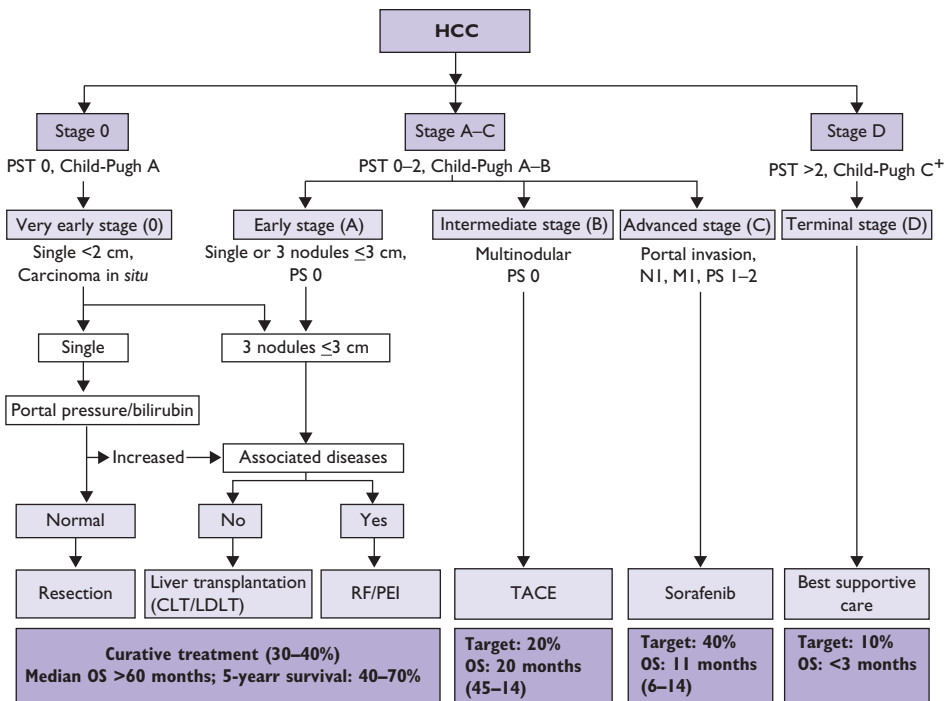 HCC
Stage 0
Stage A–C
Stage D
PST 0, Child-Pugh A
PST 0–2, Child-Pugh A–B
PST >2, Child-Pugh C+
Very early stage (0)
Early stage (A)
Intermediate stage (B)
Advanced stage (C)
Terminal stage (D)
Single <2 cm,
Carcinoma in situ
Single or 3 nodules ≤3 cm,
PS 0
Multinodular
PS 0
Portal invasion,
N1, M1, PS 1–2
Single
3 nodules ≤3 cm
Portal pressure/bilirubin
Increased
Associated diseases
Normal
No
Yes
Resection
Liver transplantation
(CLT/LDLT)
RF/PEI
TACE
Sorafenib
Best supportive
care
Curative treatment (30–40%)
Median OS >60 months; 5-yearr survival: 40–70%
Target: 20%
OS: 20 months
(45–14)
Target: 40%
OS: 11 months
(6–14)
Target: 10%
OS: <3 months